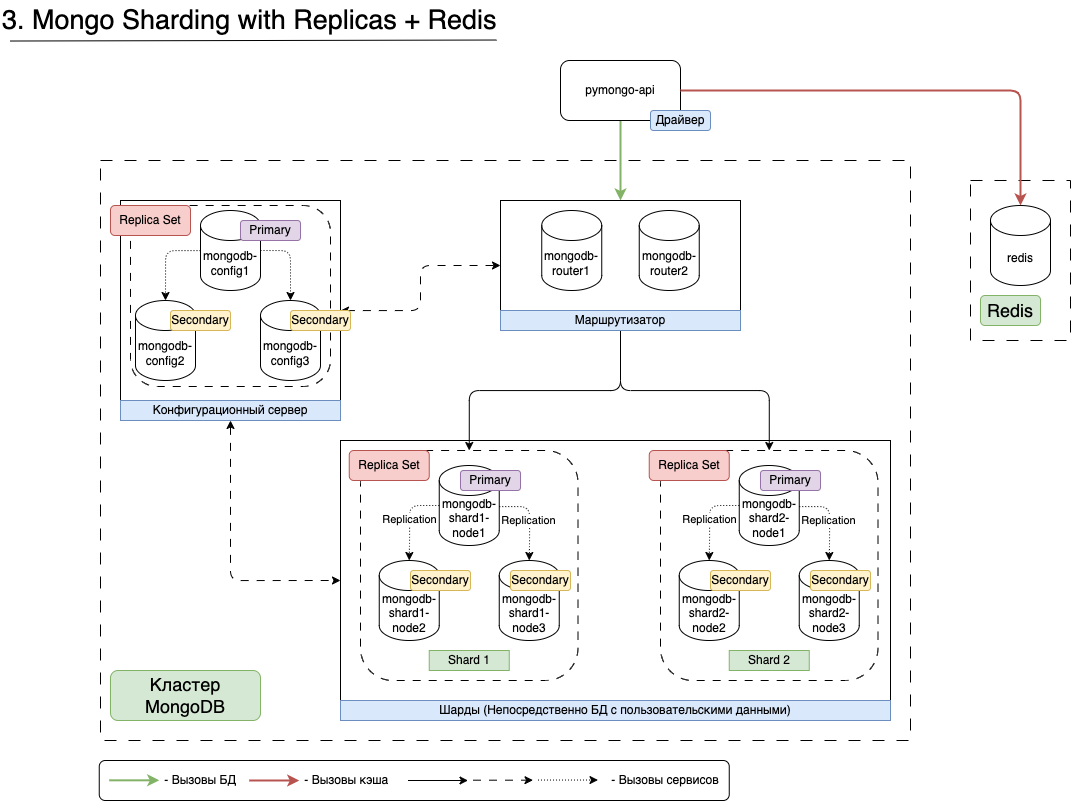 3. Mongo Sharding with Replicas + Redis
pymongo-api
Драйвер
Replica Set
Primary
mongodb-
config1
Secondary
mongodb-
config2
Secondary
mongodb-
config3
Конфигурационный сервер
mongodb-
router1
mongodb-
router2
Маршрутизатор
redis
Redis
Replica Set
Primary
mongodb-
shard1-
node1
Replication
Replication
Secondary
mongodb-
shard1-
node2
Secondary
mongodb-
shard1-
node3
Shard 1
Replica Set
Primary
mongodb-
shard2-
node1
Replication
Replication
Secondary
mongodb-
shard2-
node2
Secondary
mongodb-
shard2-
node3
Shard 2
Шарды (Непосредственно БД с пользовательскими данными)
Кластер
MongoDB
- Вызовы БД
- Вызовы кэша
- Вызовы сервисов